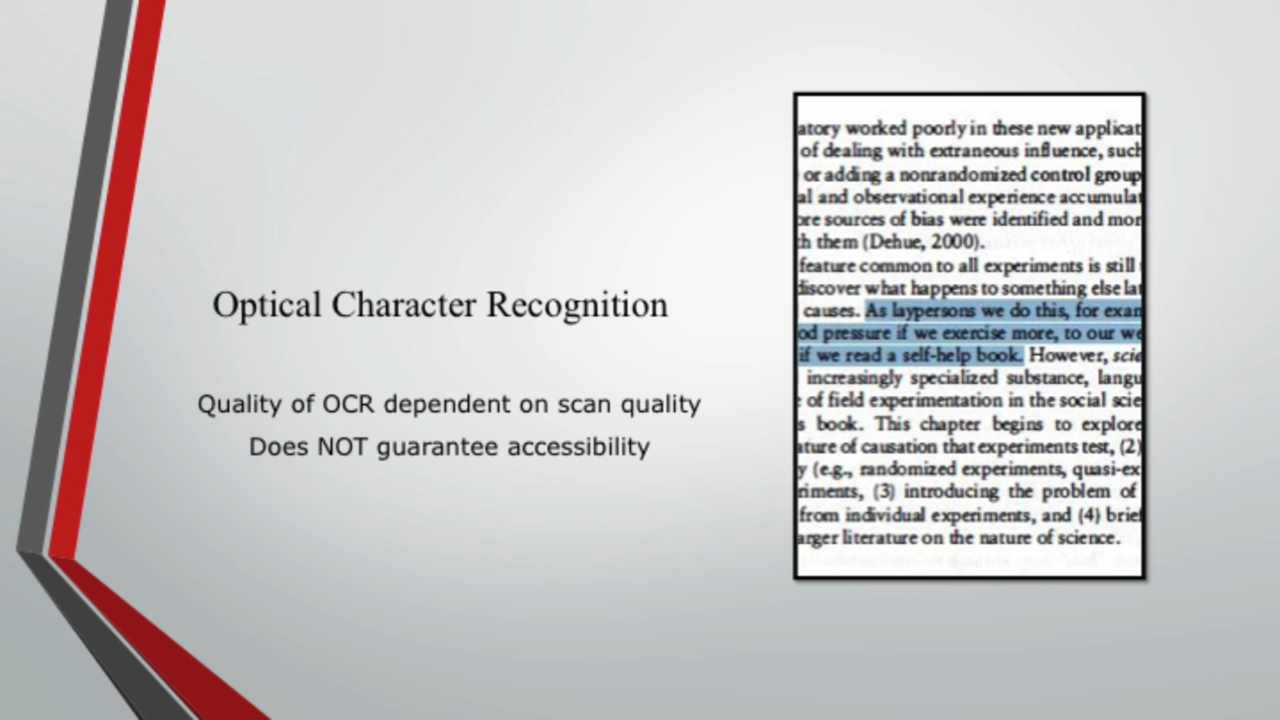 Optical Character Recognition
Quality of OCR dependent on scan quality
Does NOT guarantee accessibility
atory worked poorly in these new applicat
of dealing with extraneous influence, such
or adding a nonrandomized control group
al and observational experience accumulat
ore sources of bias were identified and mor
th them (Dehue, 2000).
feature common to all experiments is still
discover what happens to something else lat
causes. As laypersons we do this, for exam
od pressure if we exercise more, to our we
if we read a self-help book. However, scie
increasingly specialized substance, langu
of field experimentation in the social scie
s book. This chapter begins to explore
ature of causation that experiments test, (2)
y (e.g., randomized experiments, quasi-ex
riments, (3) introducing the problem of
from individual experiments, and (4) brief
arger literature on the nature of science.